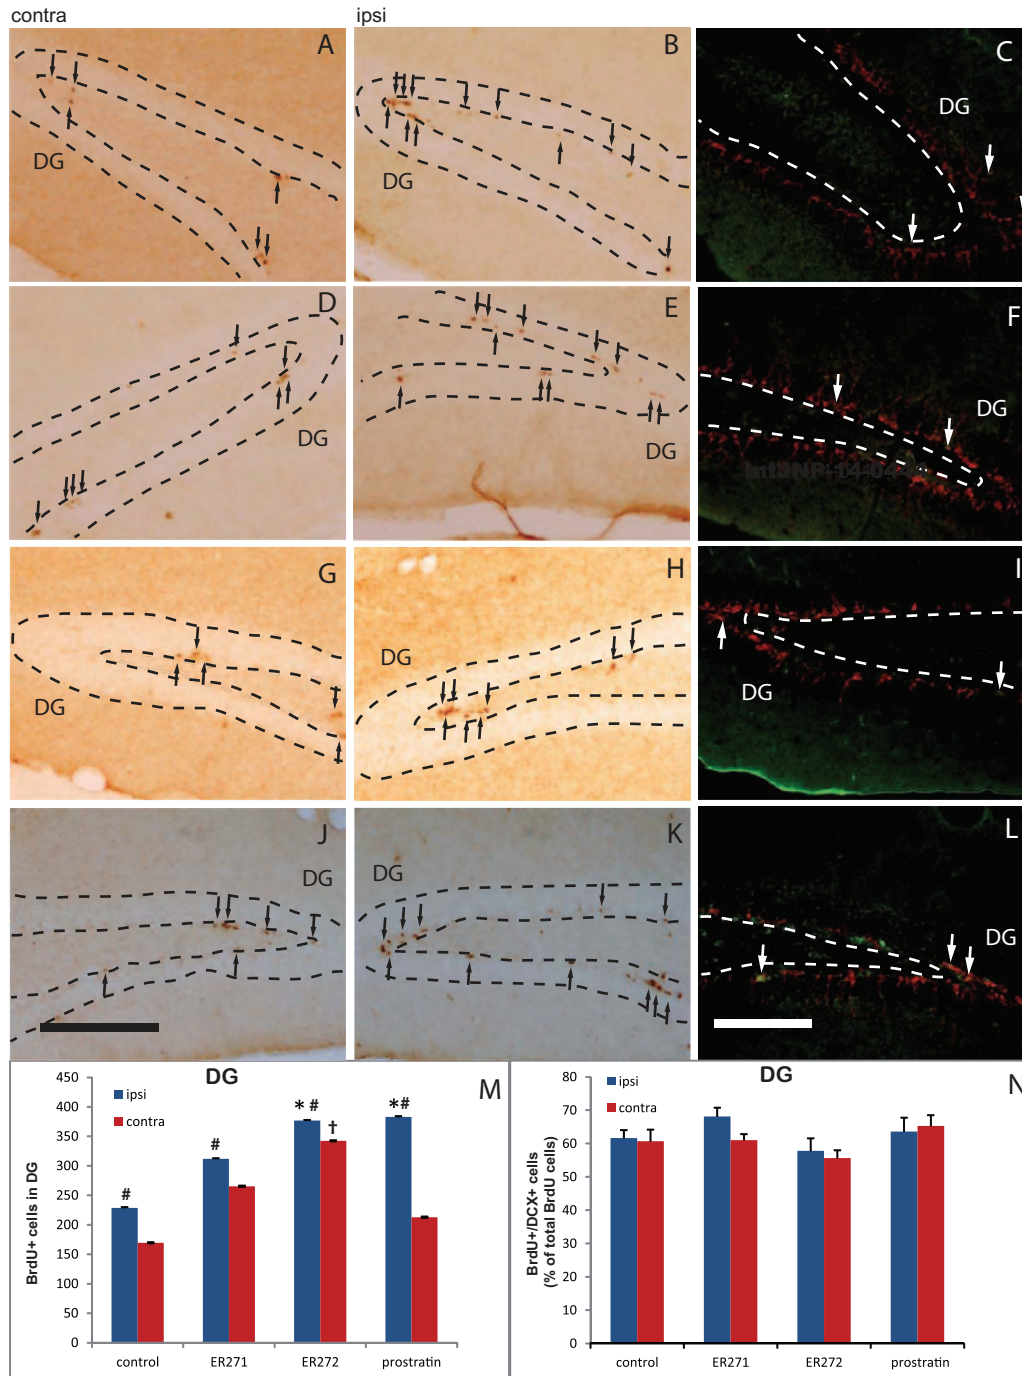 contra
ipsi
A
B
C
DG
DG
DG
D
E
F
DG
DG
DG
G
H
I
DG
DG
DG
J
K
L
DG
DG
DG
DG
M
ipsi
contra
BrdU+ cells in DG
450
400
350
300
250
200
150
100
50
0
#
#
* #
†
*#
control
ER271
ER272
prostratin
DG
N
ipsi
contra
BrdU+/DCX+ cells
(% of total BrdU cells)
80
70
60
50
40
30
20
10
0
control
ER271
ER272
prostratin